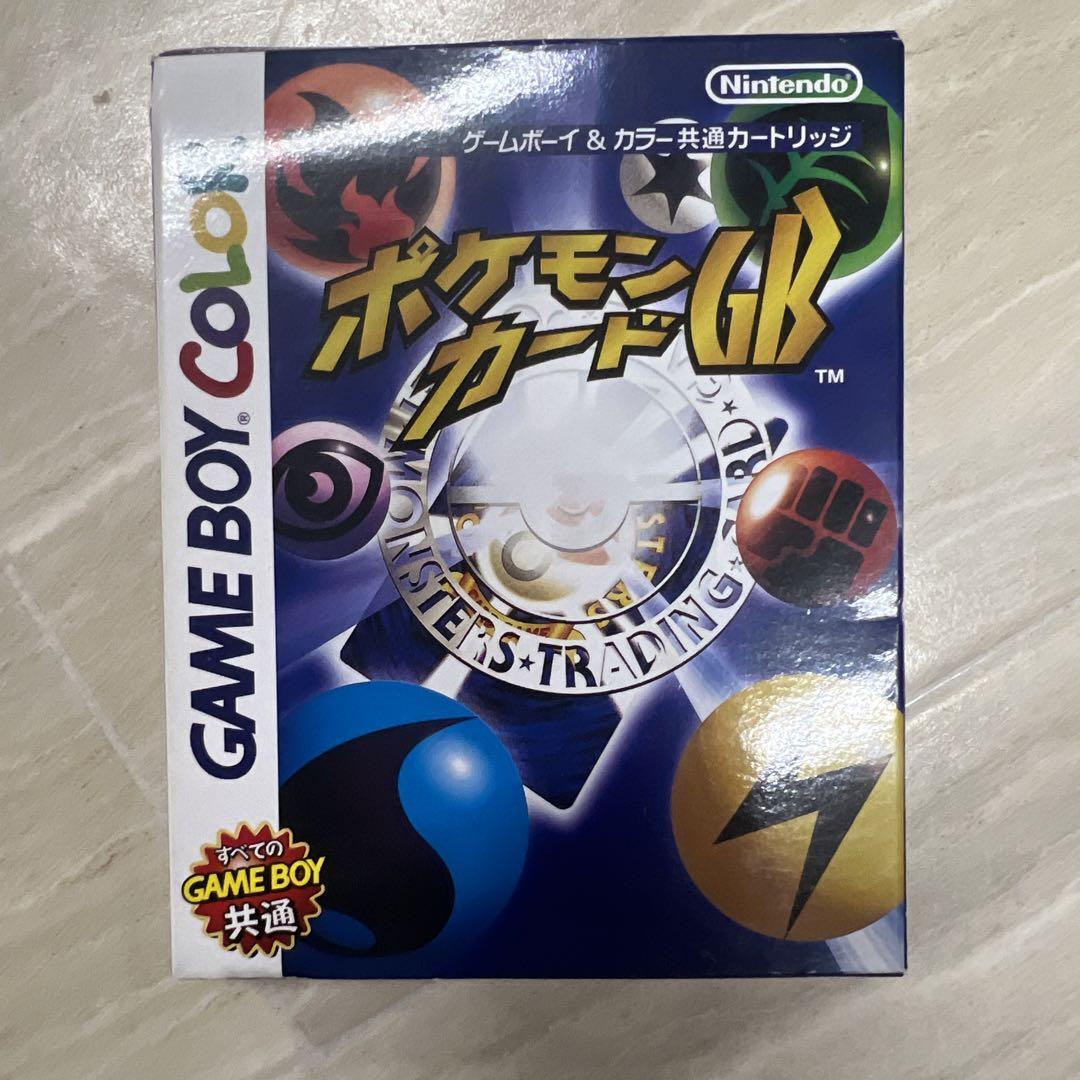 Nintendo®
ゲームボーイ & カラー共通カートリッジ
ポケモン
カードGB
TM
GAME BOY® COLOR
MONSTERS★TRADING★CARD★
STARS
すべての
GAME BOY
共通